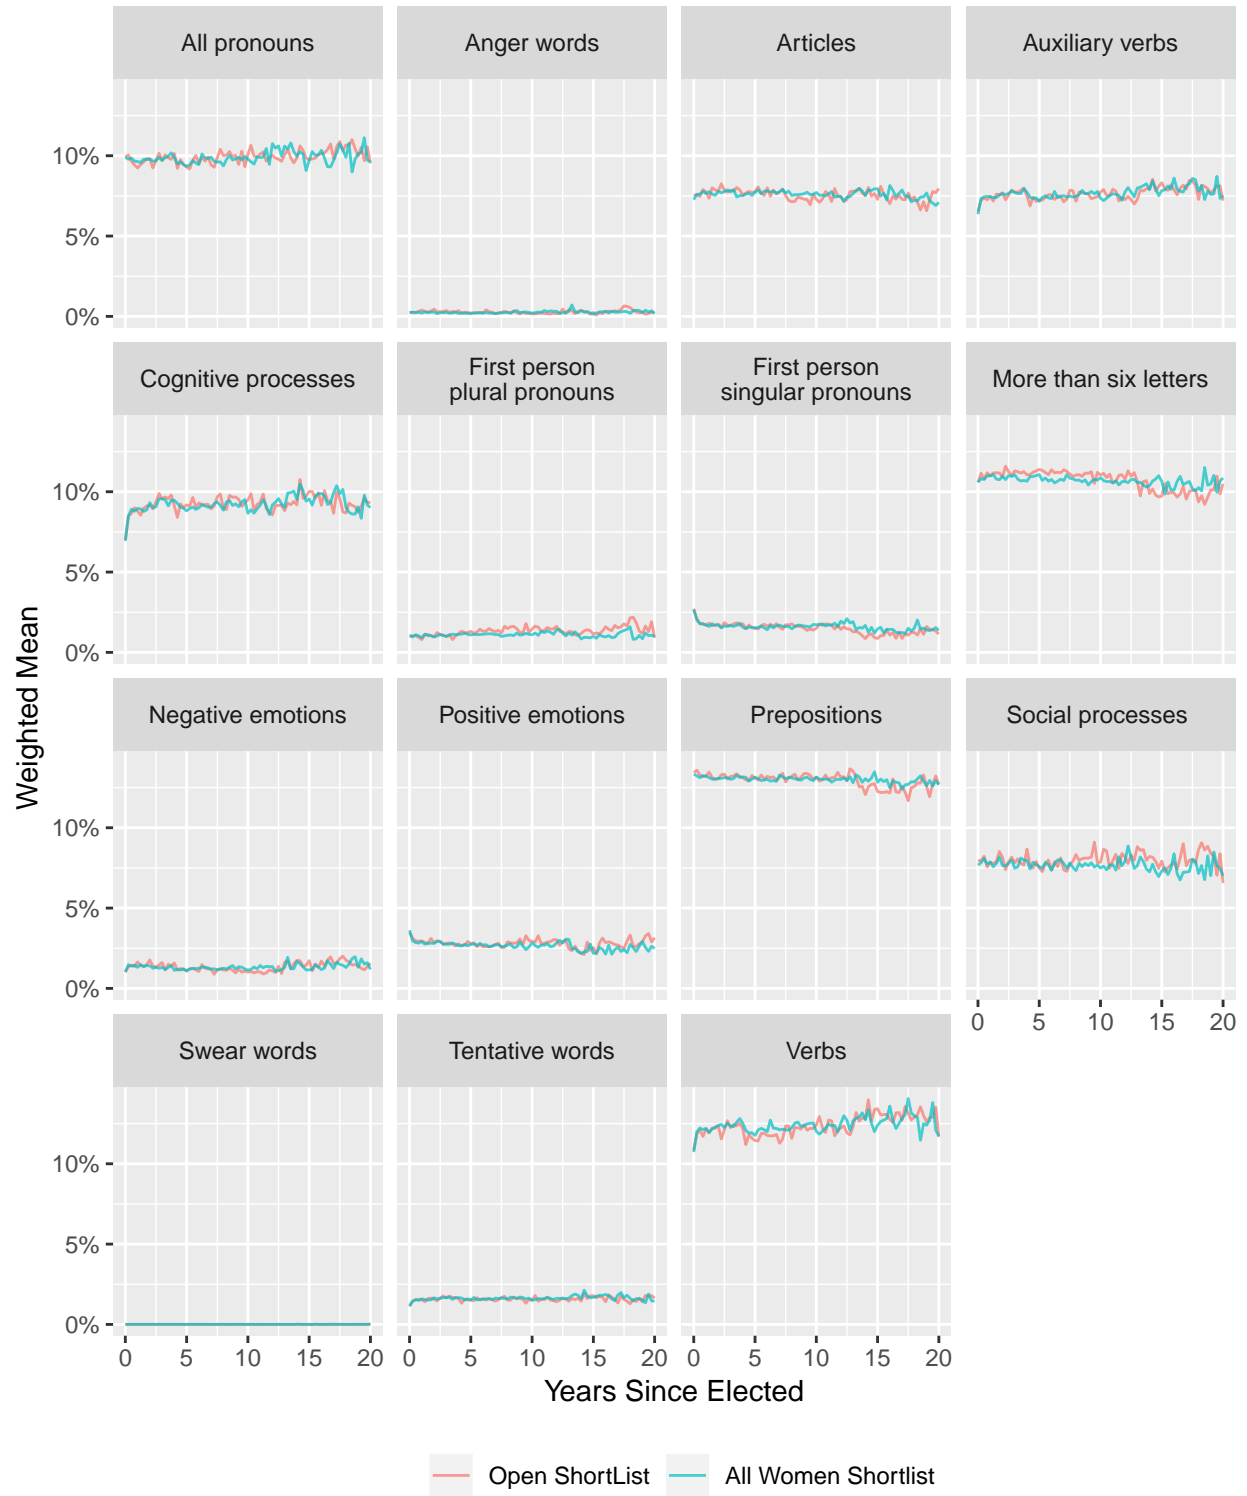 All pronouns
Anger words
Articles
Auxiliary verbs
10%
5%
0%
Cognitive processes
First person
plural pronouns
First person
singular pronouns
More than six letters
10%
5%
0%
Negative emotions
Positive emotions
Prepositions
Social processes
10%
5%
0%
0 5 10 15 20
Swear words
Tentative words
Verbs
10%
5%
0%
0 5 10 15 20
0 5 10 15 20
0 5 10 15 20
Weighted Mean
Years Since Elected
Open ShortList
All Women Shortlist